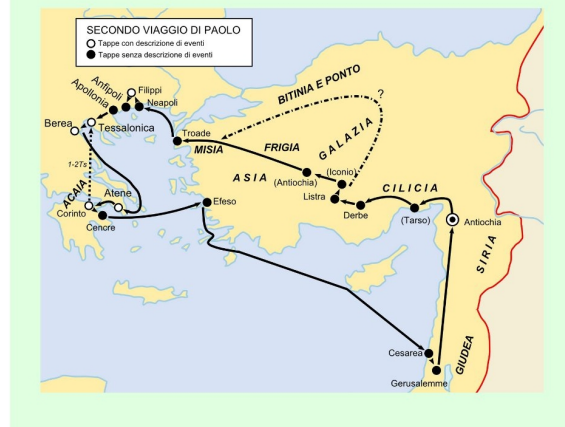 SECONDO VIAGGIO DI PAOLO
Tappe con descrizione di eventi
Tappe senza descrizione di eventi
BITINIA E PONTO
?
Filippi
Anfipoli
Apollonia
Neapoli
Berea
Tessalonica
Troade
MISIA
FRIGIA
GALAZIA
1-2Ts
ASIA
(Antiochia)
(Iconio)
Listra
Derbe
CILICIA
(Tarso)
Antiochia
ACAIA
Atene
Corinto
Cencre
Efeso
SIRIA
Cesarea
GIUDEA
Gerusalemme